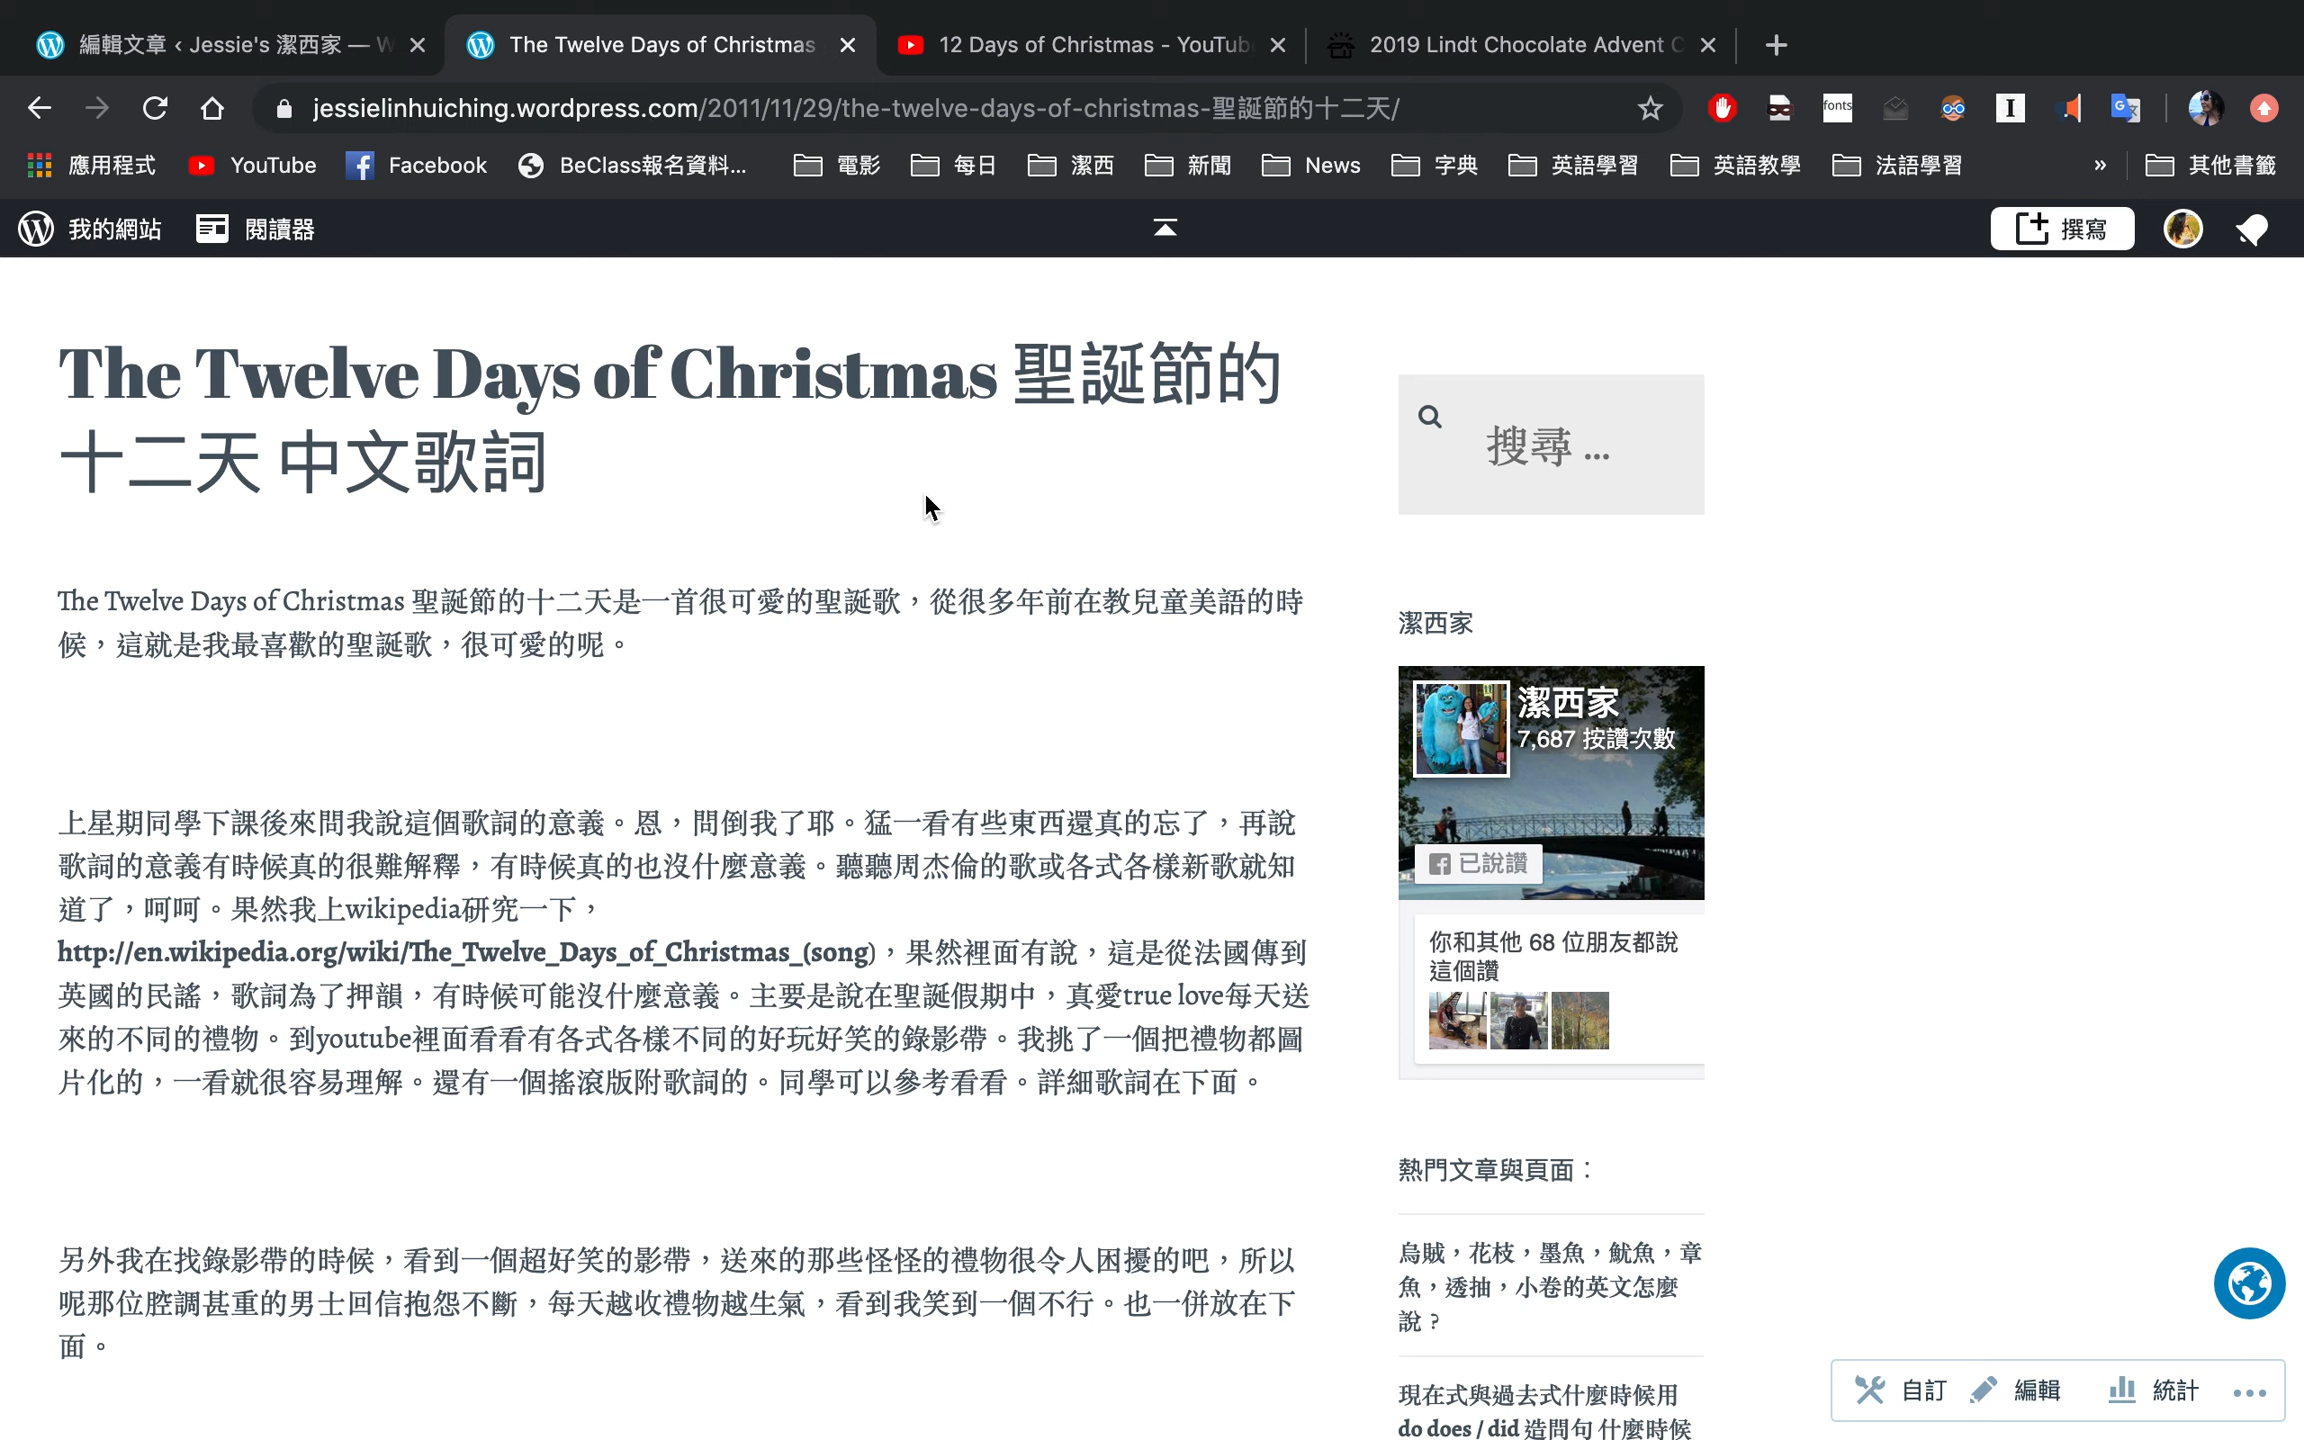 編輯文章 ‹ Jessie's 潔西家 — W
The Twelve Days of Christmas
12 Days of Christmas - YouTub
2019 Lindt Chocolate Advent C
jessielinhuiching.wordpress.com/2011/11/29/the-twelve-days-of-christmas-聖誕節的十二天/
fonts
應用程式
YouTube
Facebook
BeClass報名資料...
電影
每日
潔西
新聞
News
字典
英語學習
英語教學
法語學習
»
其他書籤
我的網站
閱讀器
撰寫
The Twelve Days of Christmas 聖誕節的
十二天 中文歌詞
The Twelve Days of Christmas 聖誕節的十二天是一首很可愛的聖誕歌，從很多年前在教兒童美語的時
候，這就是我最喜歡的聖誕歌，很可愛的呢。
上星期同學下課後來問我說這個歌詞的意義。恩，問倒我了耶。猛一看有些東西還真的忘了，再說
歌詞的意義有時候真的很難解釋，有時候真的也沒什麼意義。聽聽周杰倫的歌或各式各樣新歌就知
道了，呵呵。果然我上wikipedia研究一下，
http://en.wikipedia.org/wiki/The_Twelve_Days_of_Christmas_(song)，果然裡面有說，這是從法國傳到
英國的民謠，歌詞為了押韻，有時候可能沒什麼意義。主要是說在聖誕假期中，真愛true love每天送
來的不同的禮物。到youtube裡面看看有各式各樣不同的好玩好笑的錄影帶。我挑了一個把禮物都圖
片化的，一看就很容易理解。還有一個搖滾版附歌詞的。同學可以參考看看。詳細歌詞在下面。
另外我在找錄影帶的時候，看到一個超好笑的影帶，送來的那些怪怪的禮物很令人困擾的吧，所以
呢那位腔調甚重的男士回信抱怨不斷，每天越收禮物越生氣，看到我笑到一個不行。也一併放在下
面。
搜尋 ...
潔西家
潔西家
7,687 按讚次數
已說讚
你和其他 68 位朋友都說
這個讚
熱門文章與頁面：
烏賊，花枝，墨魚，魷魚，章
魚，透抽，小卷的英文怎麼
說？
現在式與過去式什麼時候用
do does / did 造問句 什麼時候
自訂
編輯
統計